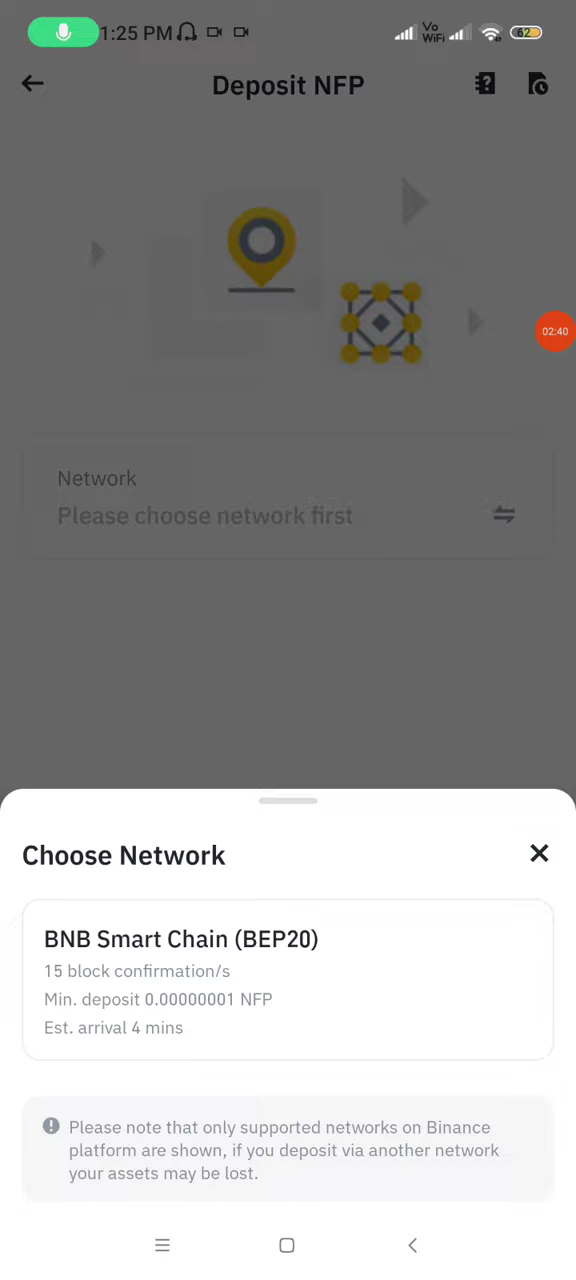 1:25 PM
Vo
WiFi
62
Deposit NFP
02:40
Network
Please choose network first
Choose Network
BNB Smart Chain (BEP20)
15 block confirmation/s
Min. deposit 0.00000001 NFP
Est. arrival 4 mins
Please note that only supported networks on Binance
platform are shown, if you deposit via another network
your assets may be lost.